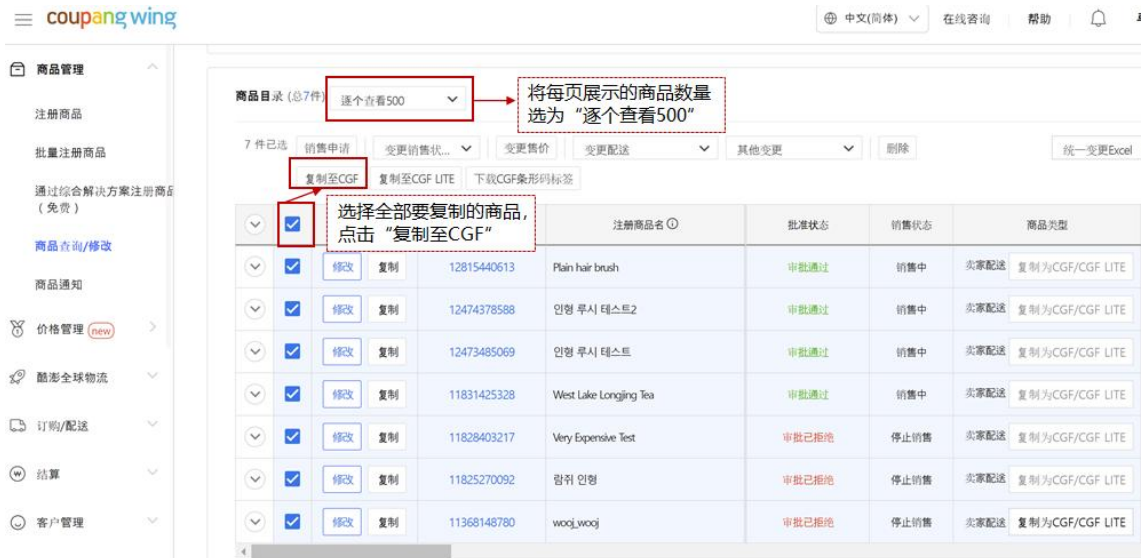 coupang wing
中文(简体)
在线咨询
帮助
商品管理
注册商品
批量注册商品
通过综合解决方案注册商品
(免费)
商品查询/修改
商品通知
价格管理 new
酷澎全球物流
订购/配送
结算
客户管理
商品目录 (总7件)
逐个查看500
将每页展示的商品数量
选为“逐个查看500”
7 件已选 销售申请 变更销售状... 变更售价 变更配送 其他变更 删除 统一变更Excel
复制至CGF 复制至CGF LITE 下载CGF条形码标签
选择全部要复制的商品，
点击“复制至CGF”
注册商品名 批准状态 销售状态 商品类型
修改 复制 12815440613 Plain hair brush 审批通过 销售中 卖家配送 复制为CGF/CGF LITE
修改 复制 12474378588 인형 루시 테스트2 审批通过 销售中 卖家配送 复制为CGF/CGF LITE
修改 复制 12473485069 인형 루시 테스트 审批通过 销售中 卖家配送 复制为CGF/CGF LITE
修改 复制 11831425328 West Lake Longjing Tea 审批通过 销售中 卖家配送 复制为CGF/CGF LITE
修改 复制 11828403217 Very Expensive Test 审批已拒绝 停止销售 卖家配送 复制为CGF/CGF LITE
修改 复制 11825270092 람쥐 인형 审批已拒绝 停止销售 卖家配送 复制为CGF/CGF LITE
修改 复制 11368148780 wooj_wooj 审批已拒绝 停止销售 卖家配送 复制为CGF/CGF LITE